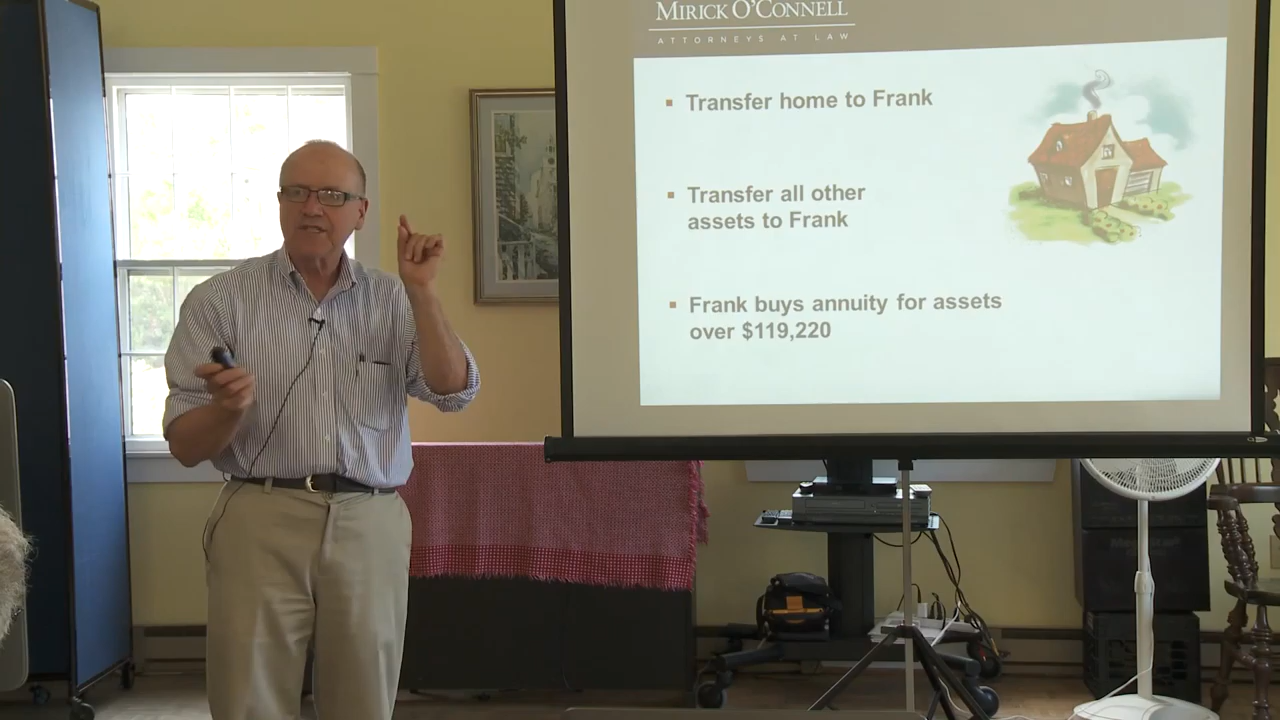 MIRICK O'CONNELL
ATTORNEYS AT LAW
Transfer home to Frank
Transfer all other
assets to Frank
Frank buys annuity for assets
over $119,220